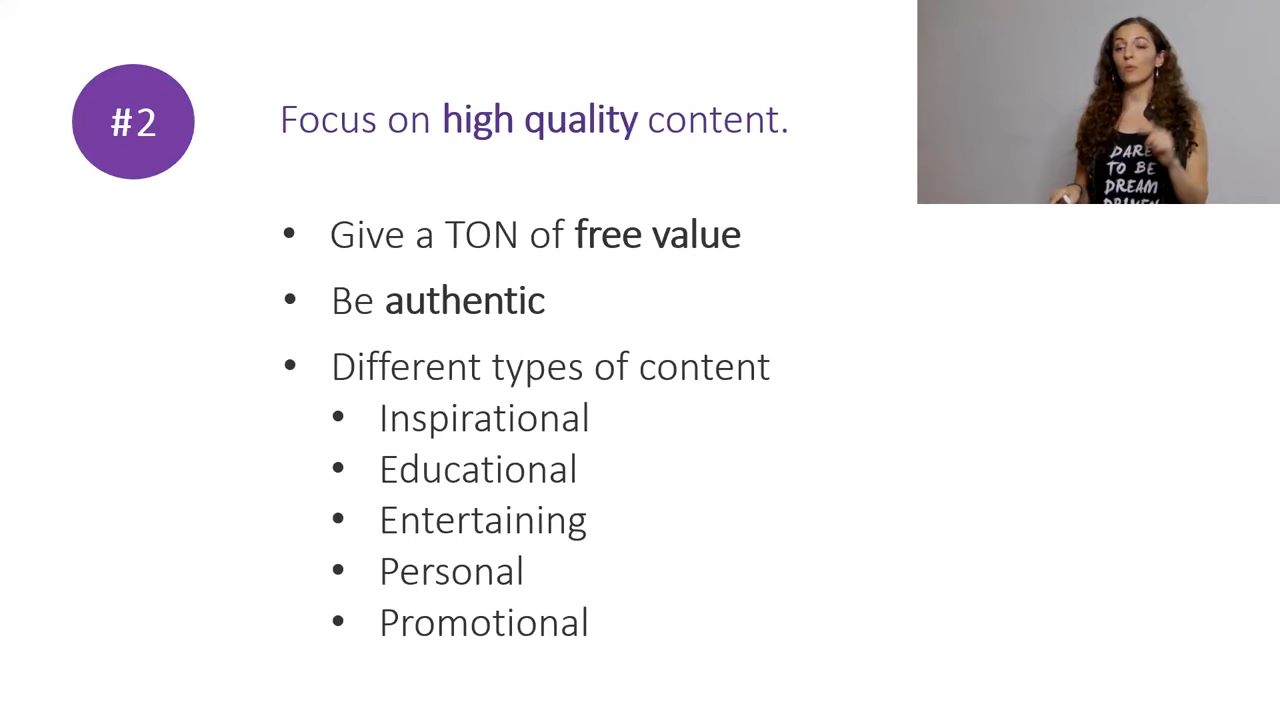 #2
Focus on high quality content.
• Give a TON of free value
• Be authentic
• Different types of content
• Inspirational
• Educational
• Entertaining
• Personal
• Promotional
DARE
TO BE
DREAM
DRIVEN